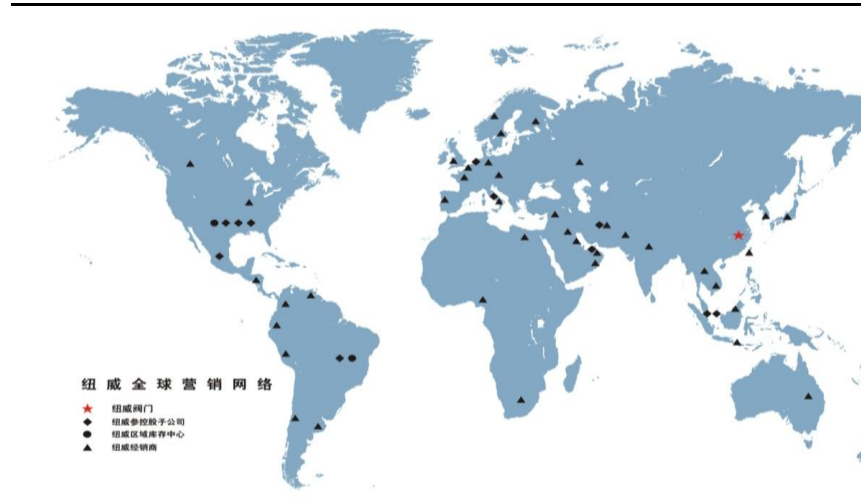 纽威全球营销网络
纽威阀门
纽威参控股子公司
纽威区域库存中心
纽威经销商